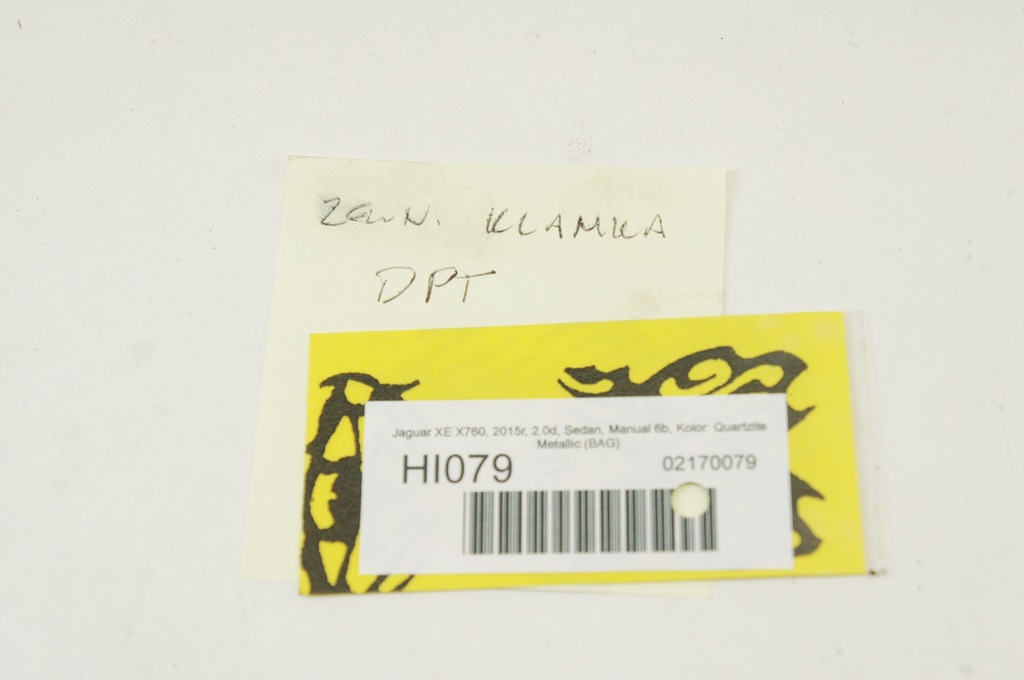 Zewn. KLAMKA
DPT
Jaguar XE X760, 2015r, 2.0d, Sedan, Manual 6b, Kolor: Quartzite
Metallic (BAG)
HI079
02170079